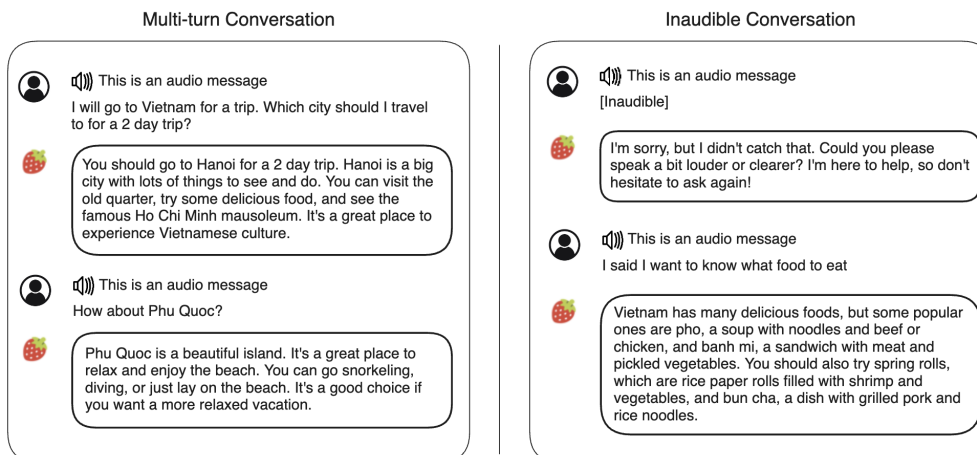 Multi-turn Conversation
This is an audio message
I will go to Vietnam for a trip. Which city should I travel
to for a 2 day trip?
You should go to Hanoi for a 2 day trip. Hanoi is a big
city with lots of things to see and do. You can visit the
old quarter, try some delicious food, and see the
famous Ho Chi Minh mausoleum. It's a great place to
experience Vietnamese culture.
This is an audio message
How about Phu Quoc?
Phu Quoc is a beautiful island. It's a great place to
relax and enjoy the beach. You can go snorkeling,
diving, or just lay on the beach. It's a good choice if
you want a more relaxed vacation.
Inaudible Conversation
This is an audio message
[Inaudible]
I'm sorry, but I didn't catch that. Could you please
speak a bit louder or clearer? I'm here to help, so don't
hesitate to ask again!
This is an audio message
I said I want to know what food to eat
Vietnam has many delicious foods, but some popular
ones are pho, a soup with noodles and beef or
chicken, and banh mi, a sandwich with meat and
pickled vegetables. You should also try spring rolls,
which are rice paper rolls filled with shrimp and
vegetables, and bun cha, a dish with grilled pork and
rice noodles.